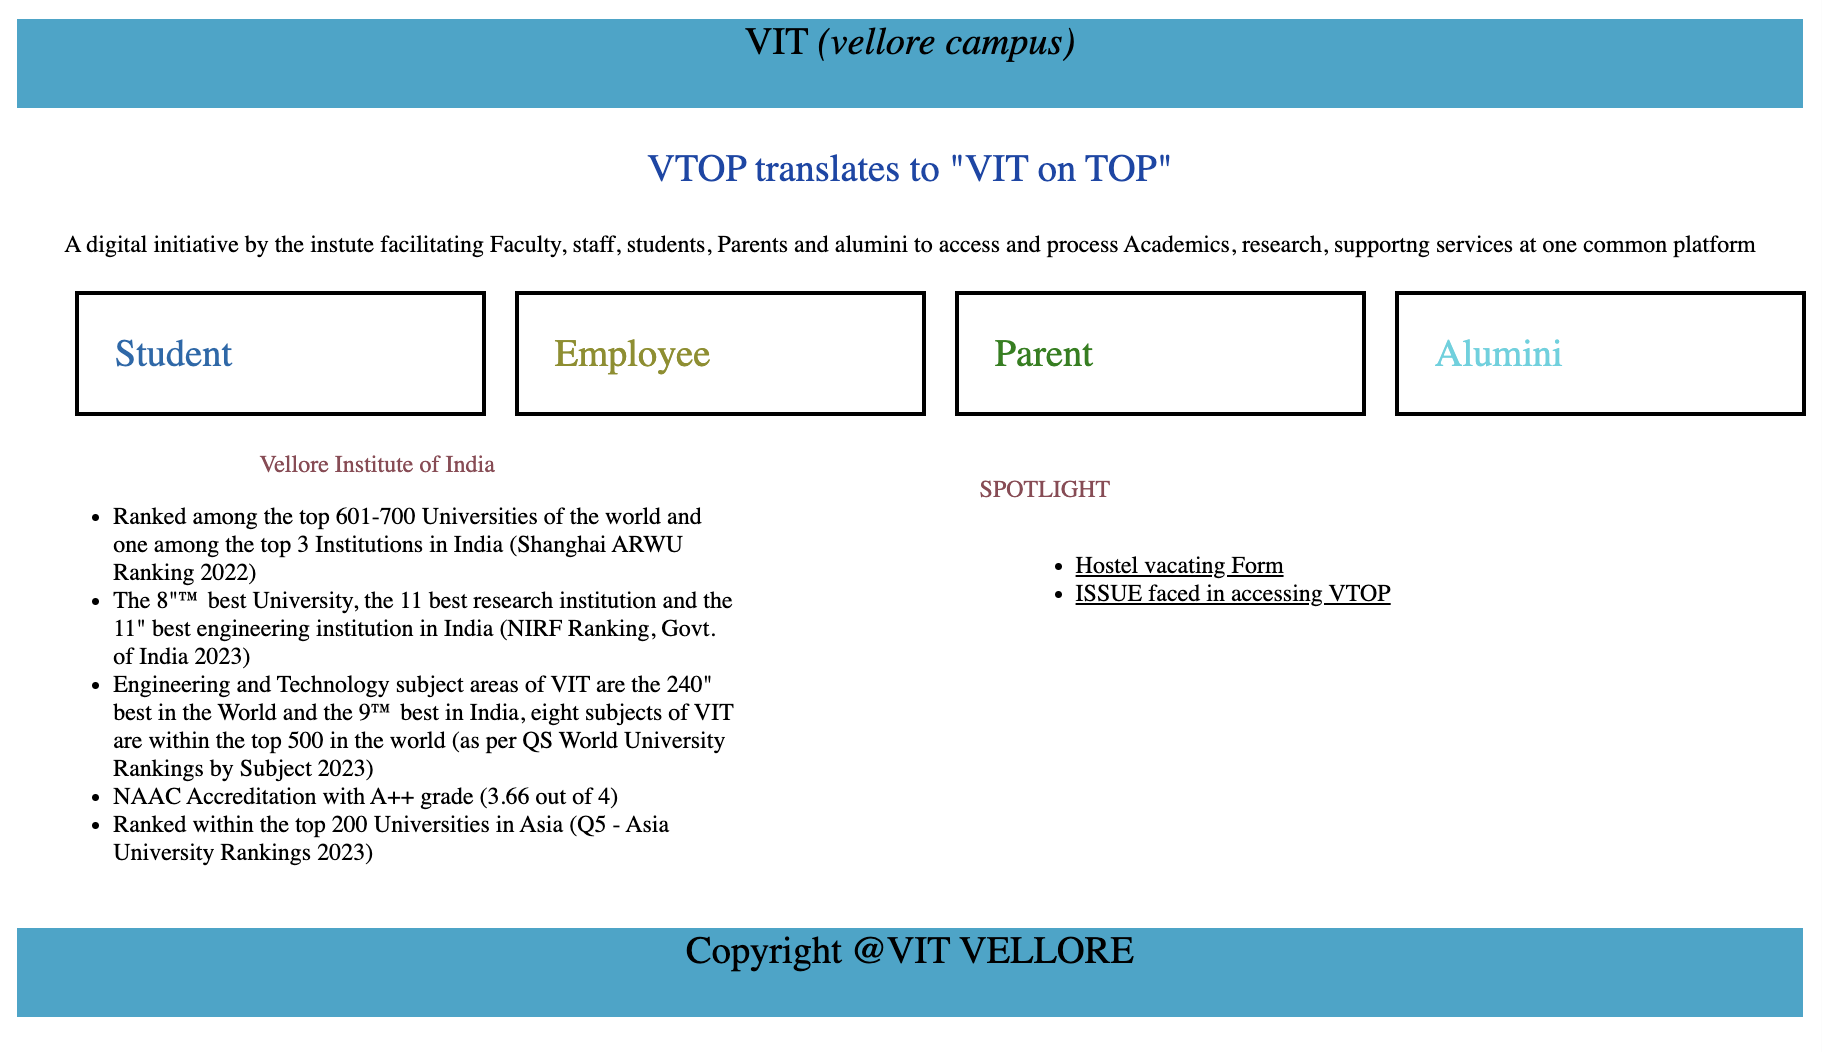 VIT (vellore campus)
VTOP translates to "VIT on TOP"
A digital initiative by the instute facilitating Faculty, staff, students, Parents and alumini to access and process Academics, research, supportng services at one common platform
Student
Employee
Parent
Alumini
Vellore Institute of India
• Ranked among the top 601-700 Universities of the world and
one among the top 3 Institutions in India (Shanghai ARWU
Ranking 2022)
• The 8"™ best University, the 11 best research institution and the
11" best engineering institution in India (NIRF Ranking, Govt.
of India 2023)
• Engineering and Technology subject areas of VIT are the 240"
best in the World and the 9™ best in India, eight subjects of VIT
are within the top 500 in the world (as per QS World University
Rankings by Subject 2023)
• NAAC Accreditation with A++ grade (3.66 out of 4)
• Ranked within the top 200 Universities in Asia (Q5 - Asia
University Rankings 2023)
SPOTLIGHT
• Hostel vacating Form
• ISSUE faced in accessing VTOP
Copyright @VIT VELLORE